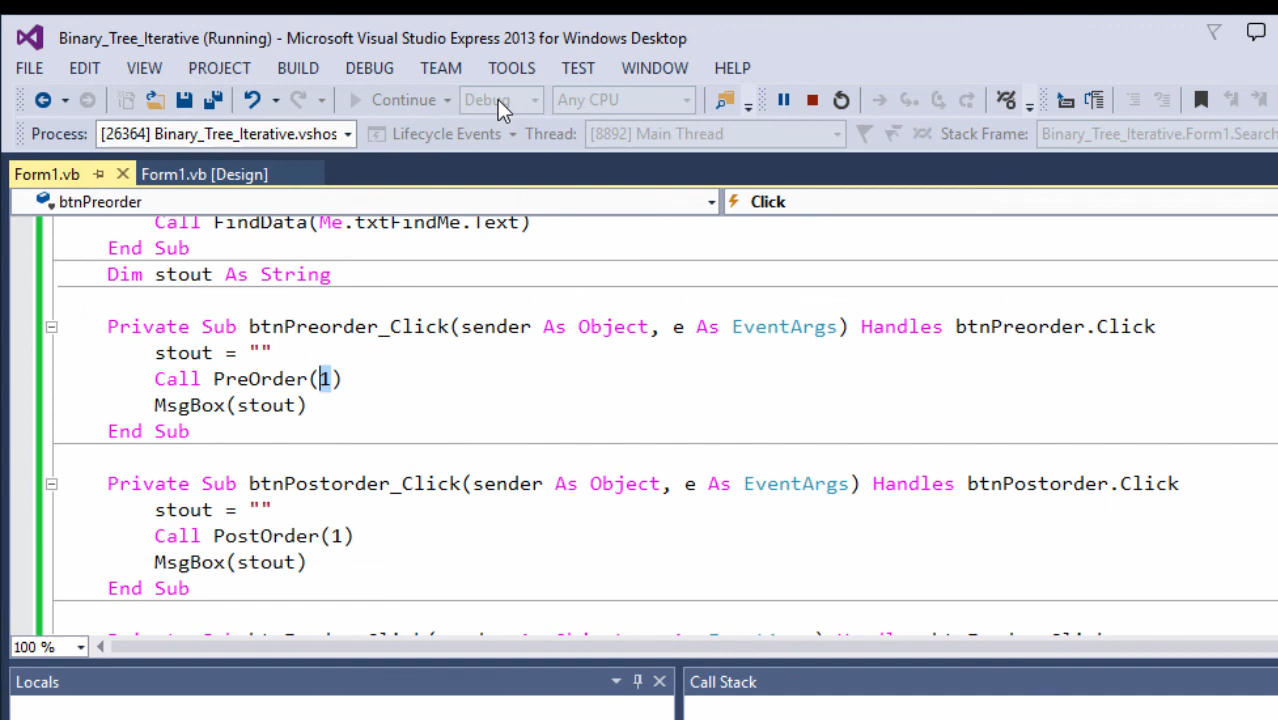 Binary_Tree_Iterative (Running) - Microsoft Visual Studio Express 2013 for Windows Desktop
FILE EDIT VIEW PROJECT BUILD DEBUG TEAM TOOLS TEST WINDOW HELP
Continue Debug Any CPU
Process: [26364] Binary_Tree_Iterative.vshos Lifecycle Events Thread: [8892] Main Thread Stack Frame: Binary_Tree_Iterative.Form1.Search
Form1.vb Form1.vb [Design]
btnPreorder Click
Call FindData(Me.txtFindMe.Text)
End Sub
Dim stout As String
Private Sub btnPreorder_Click(sender As Object, e As EventArgs) Handles btnPreorder.Click
stout = ""
Call PreOrder(1)
MsgBox(stout)
End Sub
Private Sub btnPostorder_Click(sender As Object, e As EventArgs) Handles btnPostorder.Click
stout = ""
Call PostOrder(1)
MsgBox(stout)
End Sub
100 %
Locals Call Stack